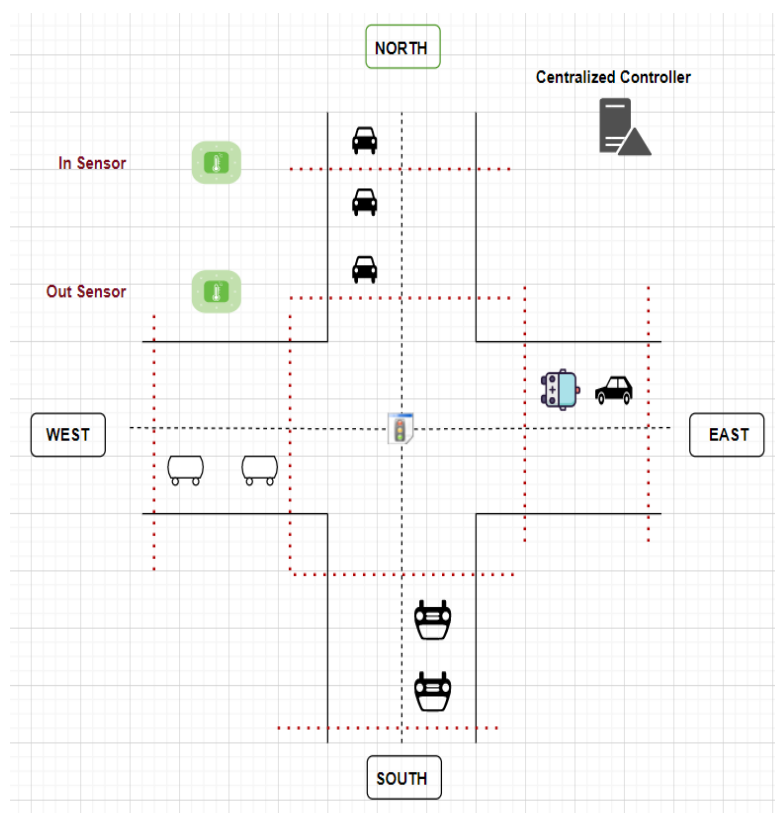 NORTH
Centralized Controller
In Sensor
Out Sensor
WEST
EAST
SOUTH